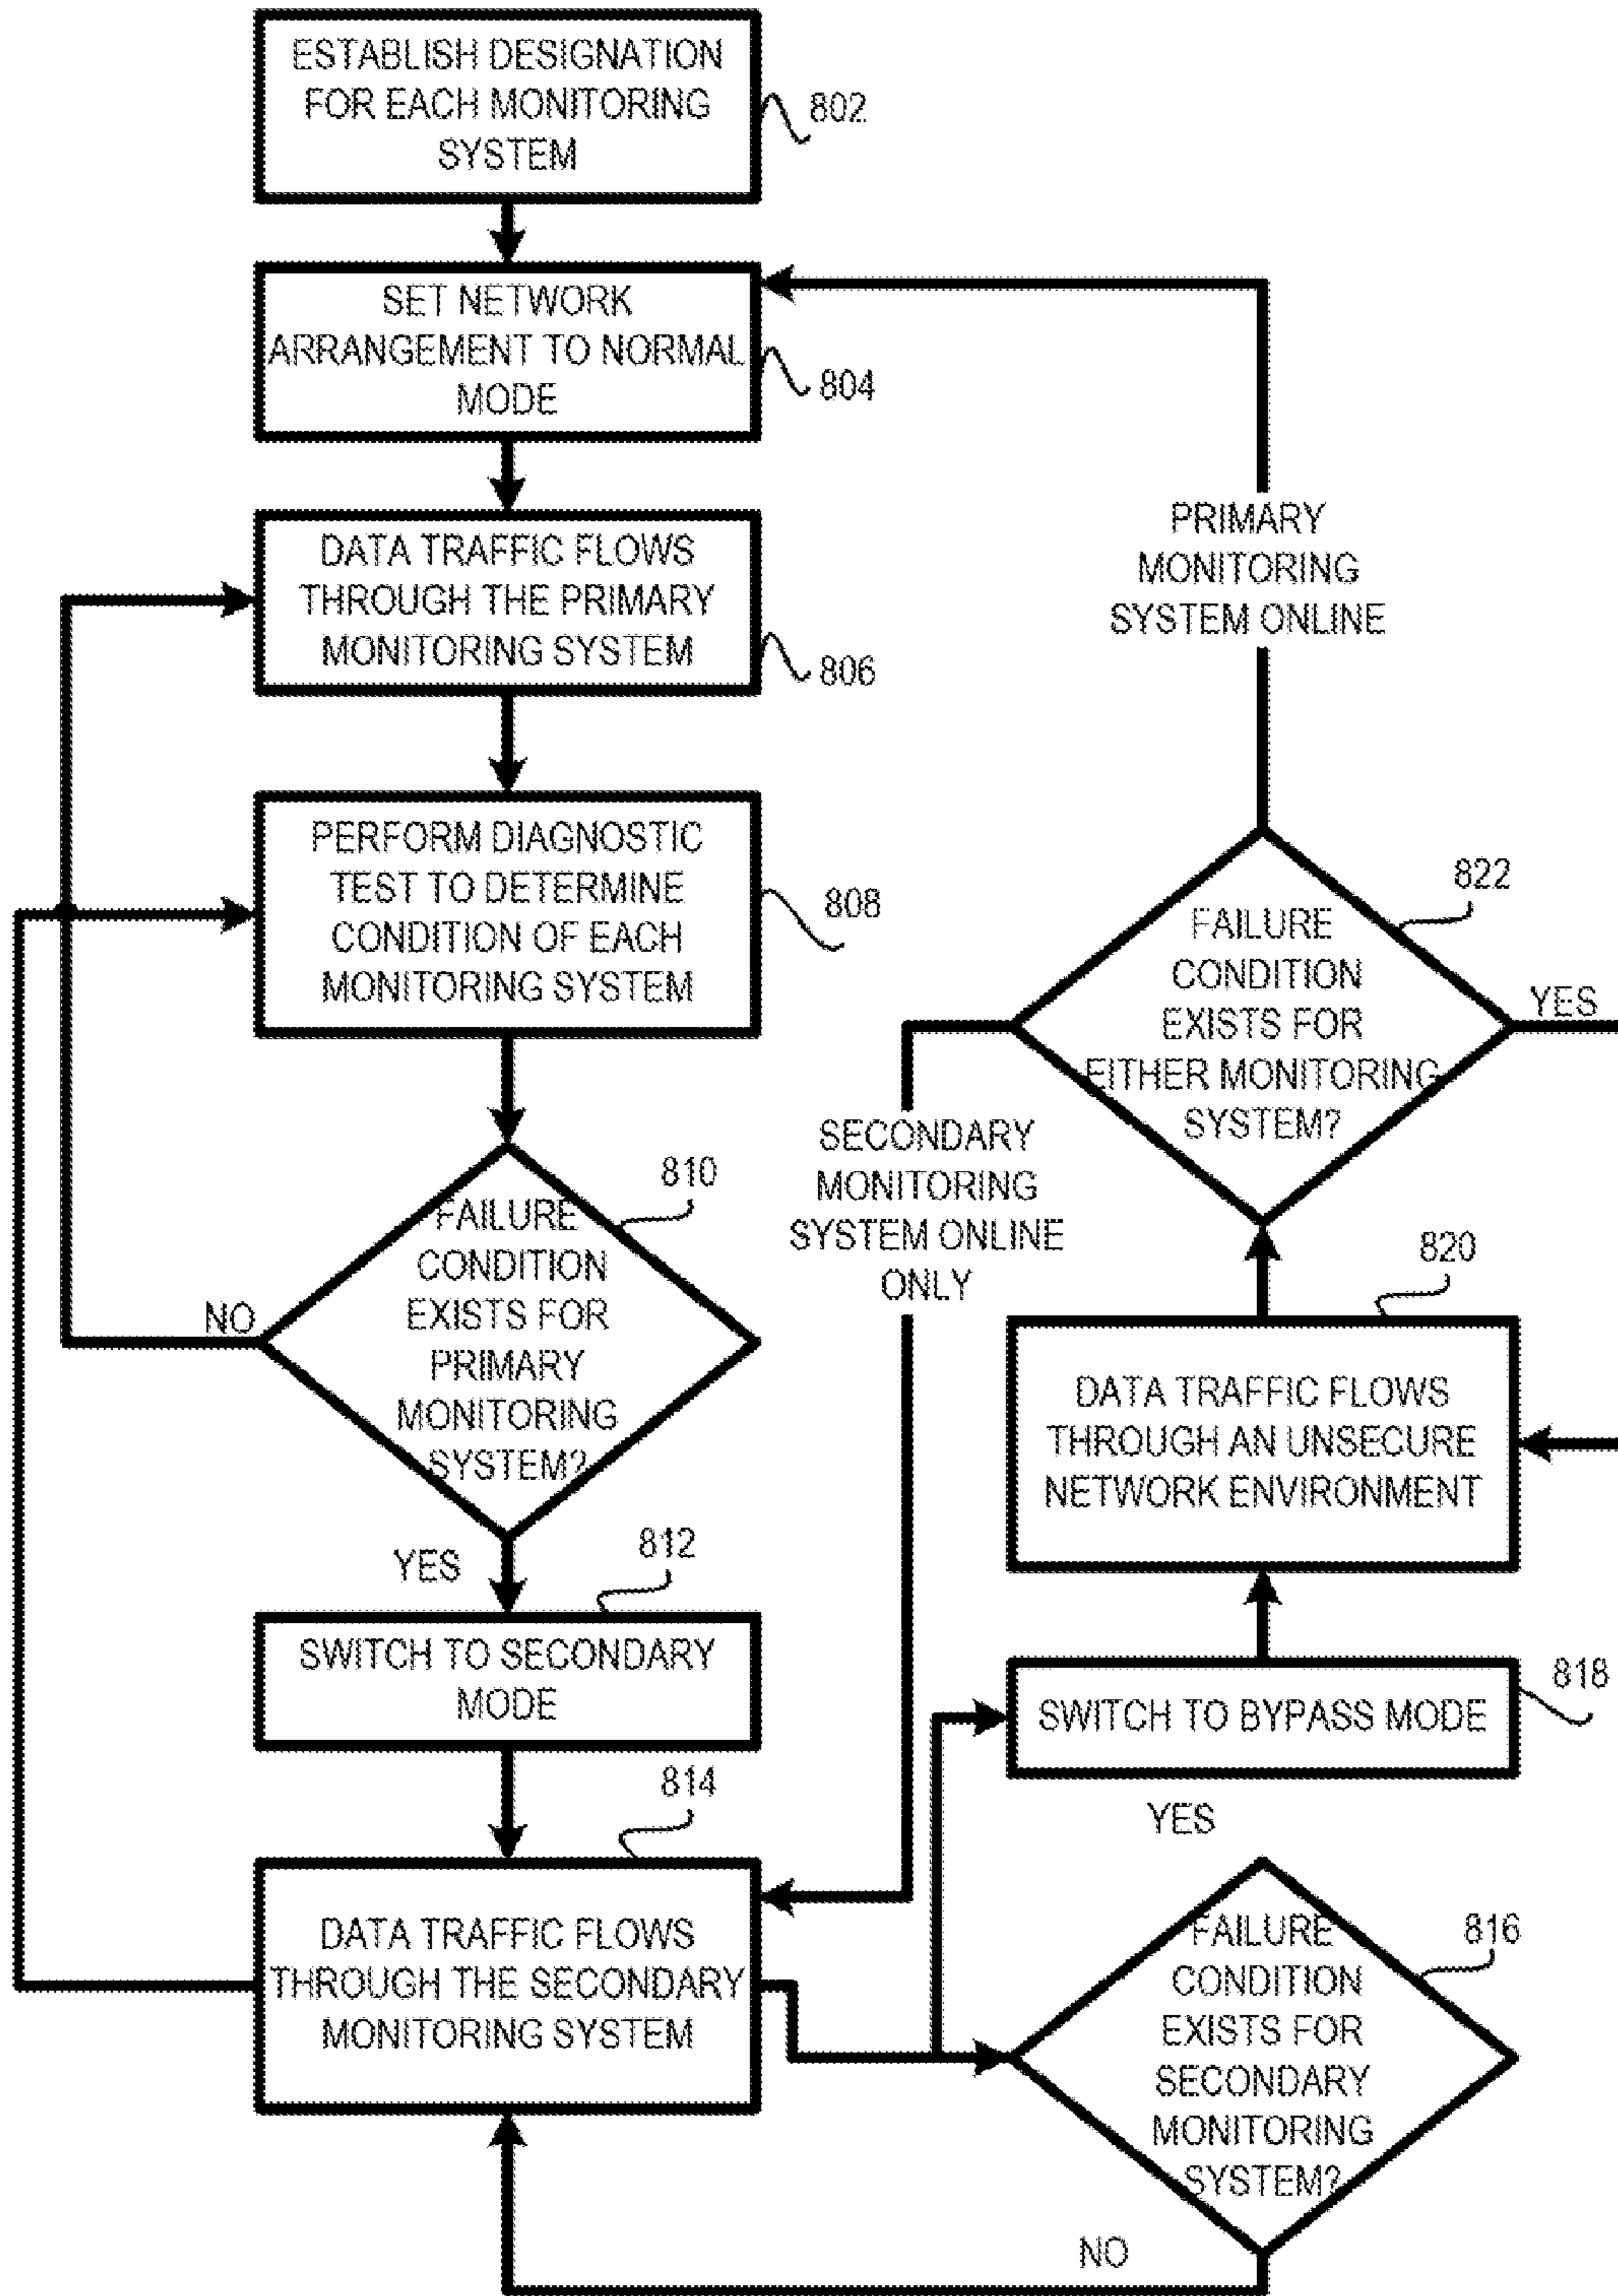 ESTABLISH DESIGNATION
FOR EACH MONITORING
SYSTEM
802
SET NETWORK
ARRANGEMENT TO NORMAL
MODE
804
DATA TRAFFIC FLOWS
THROUGH THE PRIMARY
MONITORING SYSTEM
806
PERFORM DIAGNOSTIC
TEST TO DETERMINE
CONDITION OF EACH
MONITORING SYSTEM
808
810
FAILURE
CONDITION
EXISTS FOR
PRIMARY
MONITORING
SYSTEM?
NO
YES
812
SWITCH TO SECONDARY
MODE
814
DATA TRAFFIC FLOWS
THROUGH THE SECONDARY
MONITORING SYSTEM
816
FAILURE
CONDITION
EXISTS FOR
SECONDARY
MONITORING
SYSTEM?
NO
YES
818
SWITCH TO BYPASS MODE
820
DATA TRAFFIC FLOWS
THROUGH AN UNSECURE
NETWORK ENVIRONMENT
822
FAILURE
CONDITION
EXISTS FOR
EITHER MONITORING
SYSTEM?
YES
SECONDARY
MONITORING
SYSTEM ONLINE
ONLY
PRIMARY
MONITORING
SYSTEM ONLINE